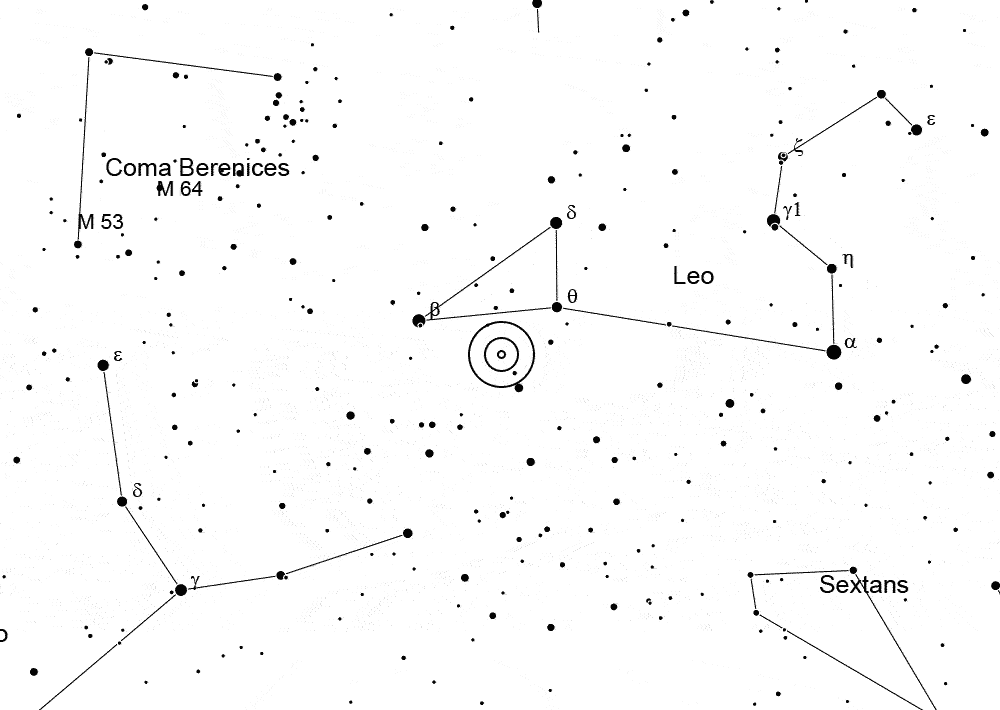 ε
ζ
Coma Berenices
M 64
M 53
δ
γ1
η
Leo
θ
β
α
ε
δ
γ
Sextans
o